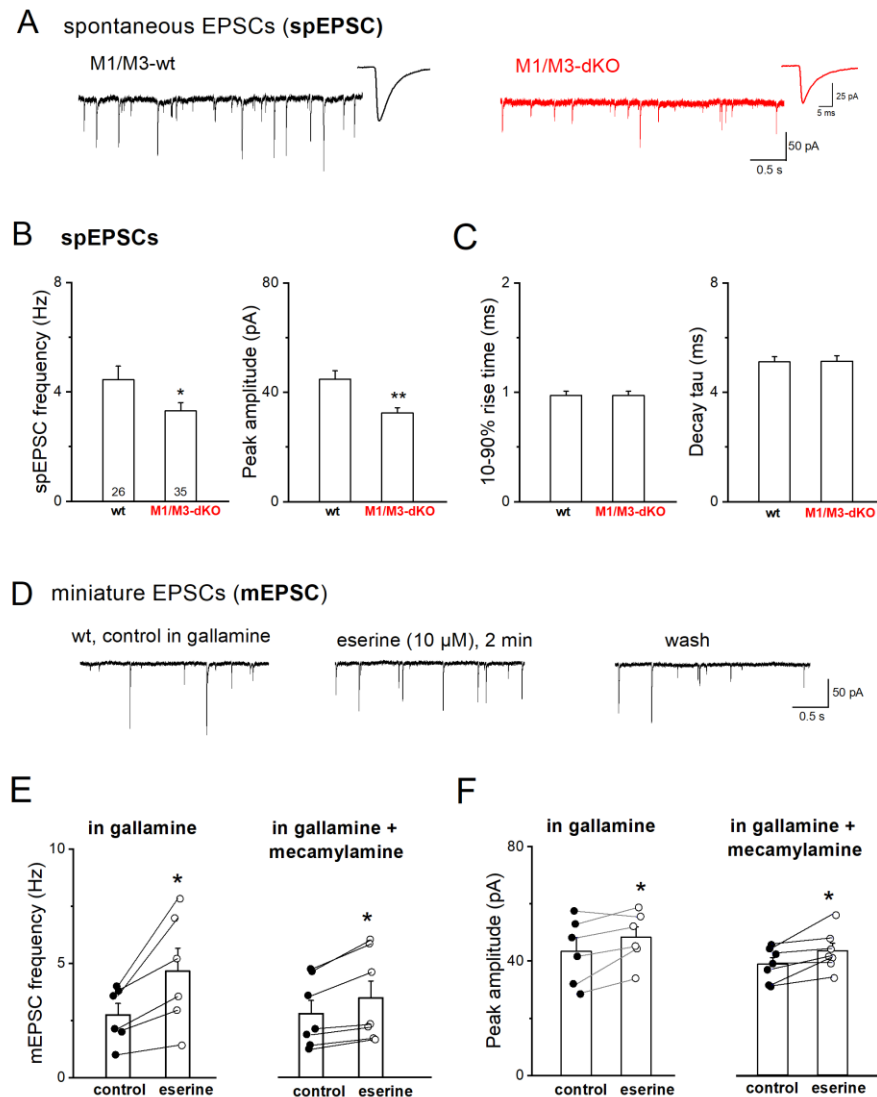 A spontaneous EPSCs (spEPSC)
M1/M3-wt
M1/M3-dKO
25 pA
5 ms
50 pA
0.5 s
B spEPSCs
C
8
4
0
spEPSC frequency (Hz)
26
35
*
wt
M1/M3-dKO
80
40
0
Peak amplitude (pA)
**
wt
M1/M3-dKO
2
1
0
10-90% rise time (ms)
wt
M1/M3-dKO
8
4
0
Decay tau (ms)
wt
M1/M3-dKO
D miniature EPSCs (mEPSC)
wt, control in gallamine
eserine (10 µM), 2 min
wash
50 pA
0.5 s
E
in gallamine
in gallamine +
mecamylamine
10
5
0
mEPSC frequency (Hz)
*
*
control
eserine
control
eserine
F
in gallamine
in gallamine +
mecamylamine
80
40
0
Peak amplitude (pA)
*
*
control
eserine
control
eserine